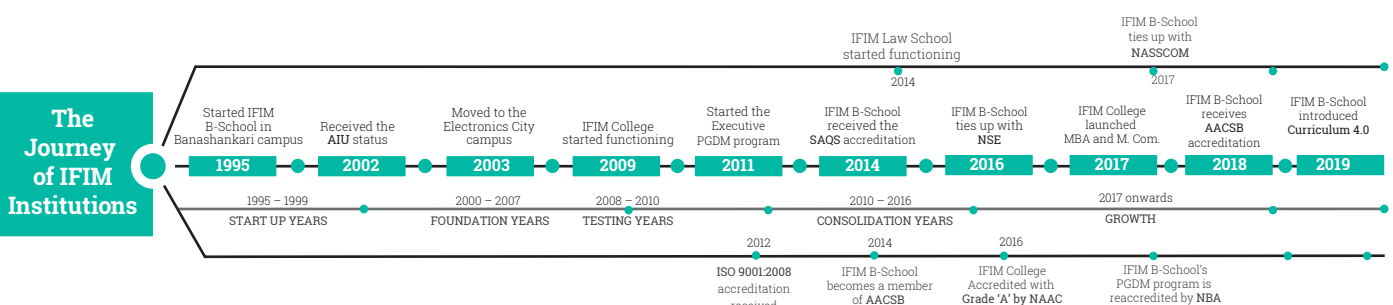 The
Journey
of IFIM
Institutions
IFIM Law School
started functioning
2014
IFIM B-School
ties up with
NASSCOM
2017
Started IFIM
B-School in
Banashankari campus
1995
Received the
AIU status
2002
Moved to the
Electronics City
campus
2003
IFIM College
started functioning
2009
Started the
Executive
PGDM program
2011
IFIM B-School
received the
SAQS accreditation
2014
IFIM B-School
ties up with
NSE
2016
IFIM College
launched
MBA and M. Com.
2017
IFIM B-School
receives
AACSB
accreditation
2018
IFIM B-School
introduced
Curriculum 4.0
2019
1995 – 1999
START UP YEARS
2000 – 2007
FOUNDATION YEARS
2008 – 2010
TESTING YEARS
2010 – 2016
CONSOLIDATION YEARS
2017 onwards
GROWTH
2012
ISO 9001:2008
accreditation
received
2014
IFIM B-School
becomes a member
of AACSB
2016
IFIM College
Accredited with
Grade ‘A’ by NAAC
IFIM B-School's
PGDM program is
reaccredited by NBA